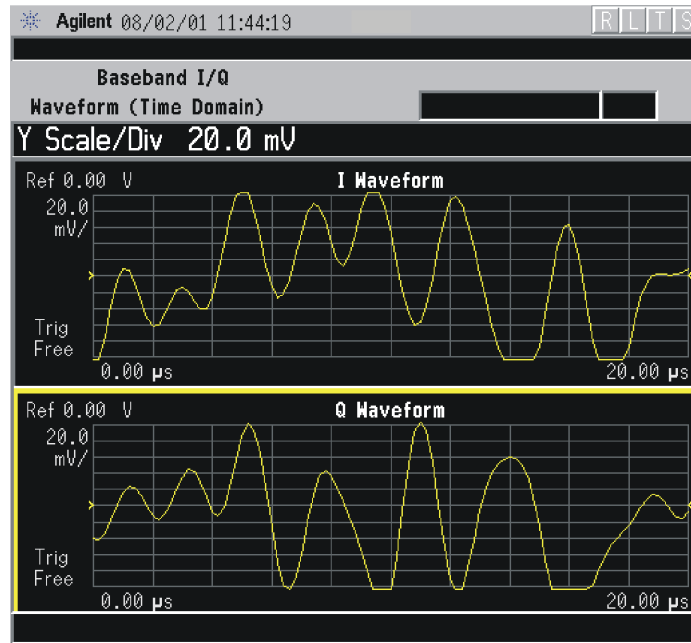 Agilent 08/02/01 11:44:19 R L T S
Baseband I/Q
Waveform (Time Domain)
Y Scale/Div 20.0 mV
Ref 0.00 V I Waveform
20.0
mV/
Trig
Free
0.00 µs 20.00 µs
Ref 0.00 V Q Waveform
20.0
mV/
Trig
Free
0.00 µs 20.00 µs